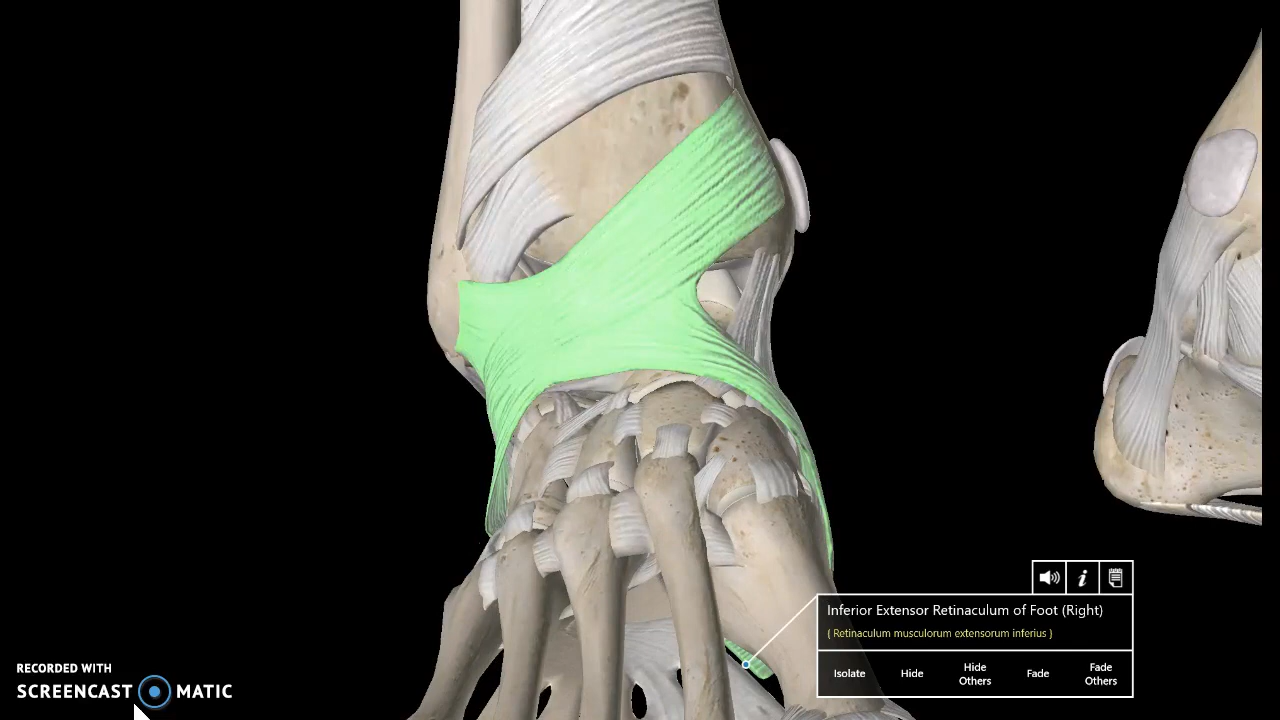 Inferior Extensor Retinaculum of Foot (Right)
( Retinaculum musculorum extensorum inferius )
Isolate Hide Hide Others Fade Fade Others
RECORDED WITH
SCREENCAST MATIC